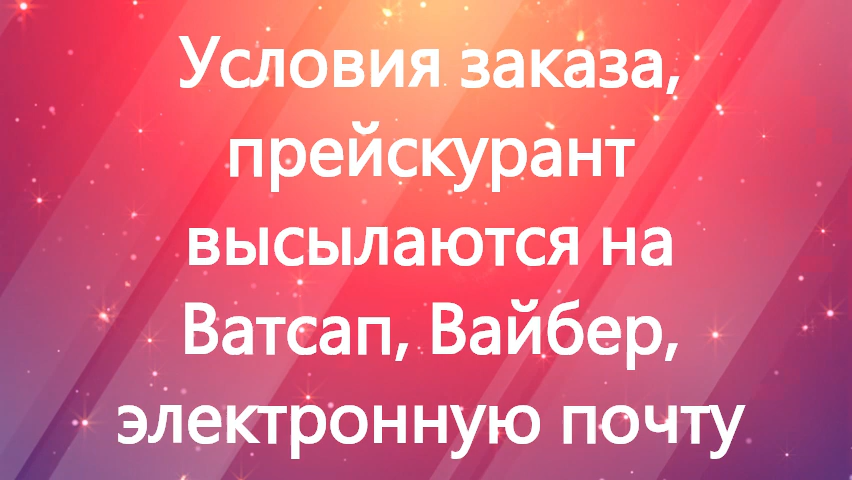 Условия заказа,
прейскурант
высылаются на
Ватсап, Вайбер,
электронную почту